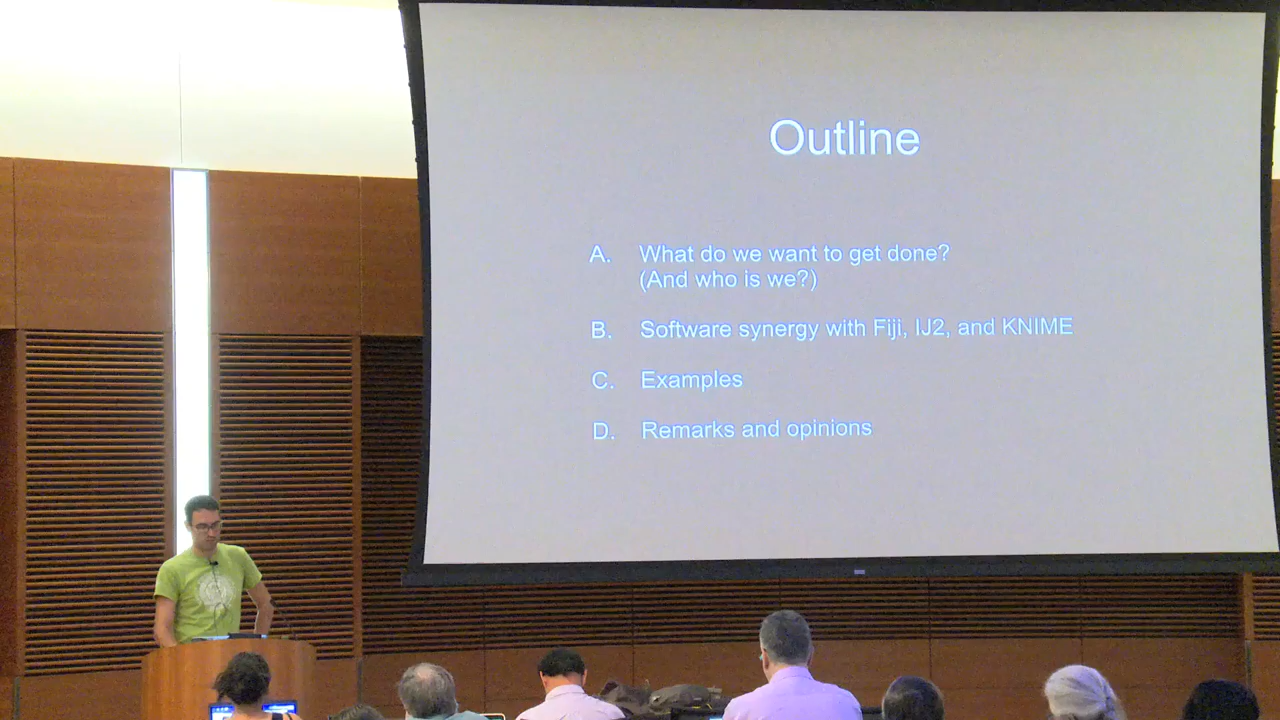 Outline
A. What do we want to get done?
(And who is we?)
B. Software synergy with Fiji, IJ2, and KNIME
C. Examples
D. Remarks and opinions